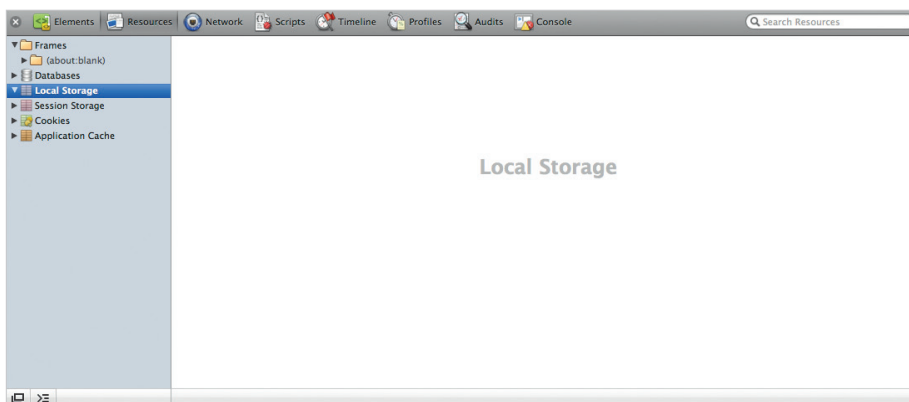 Elements Resources Network Scripts Timeline Profiles Audits Console Search Resources
Frames
(about:blank)
Databases
Local Storage
Session Storage
Cookies
Application Cache
Local Storage